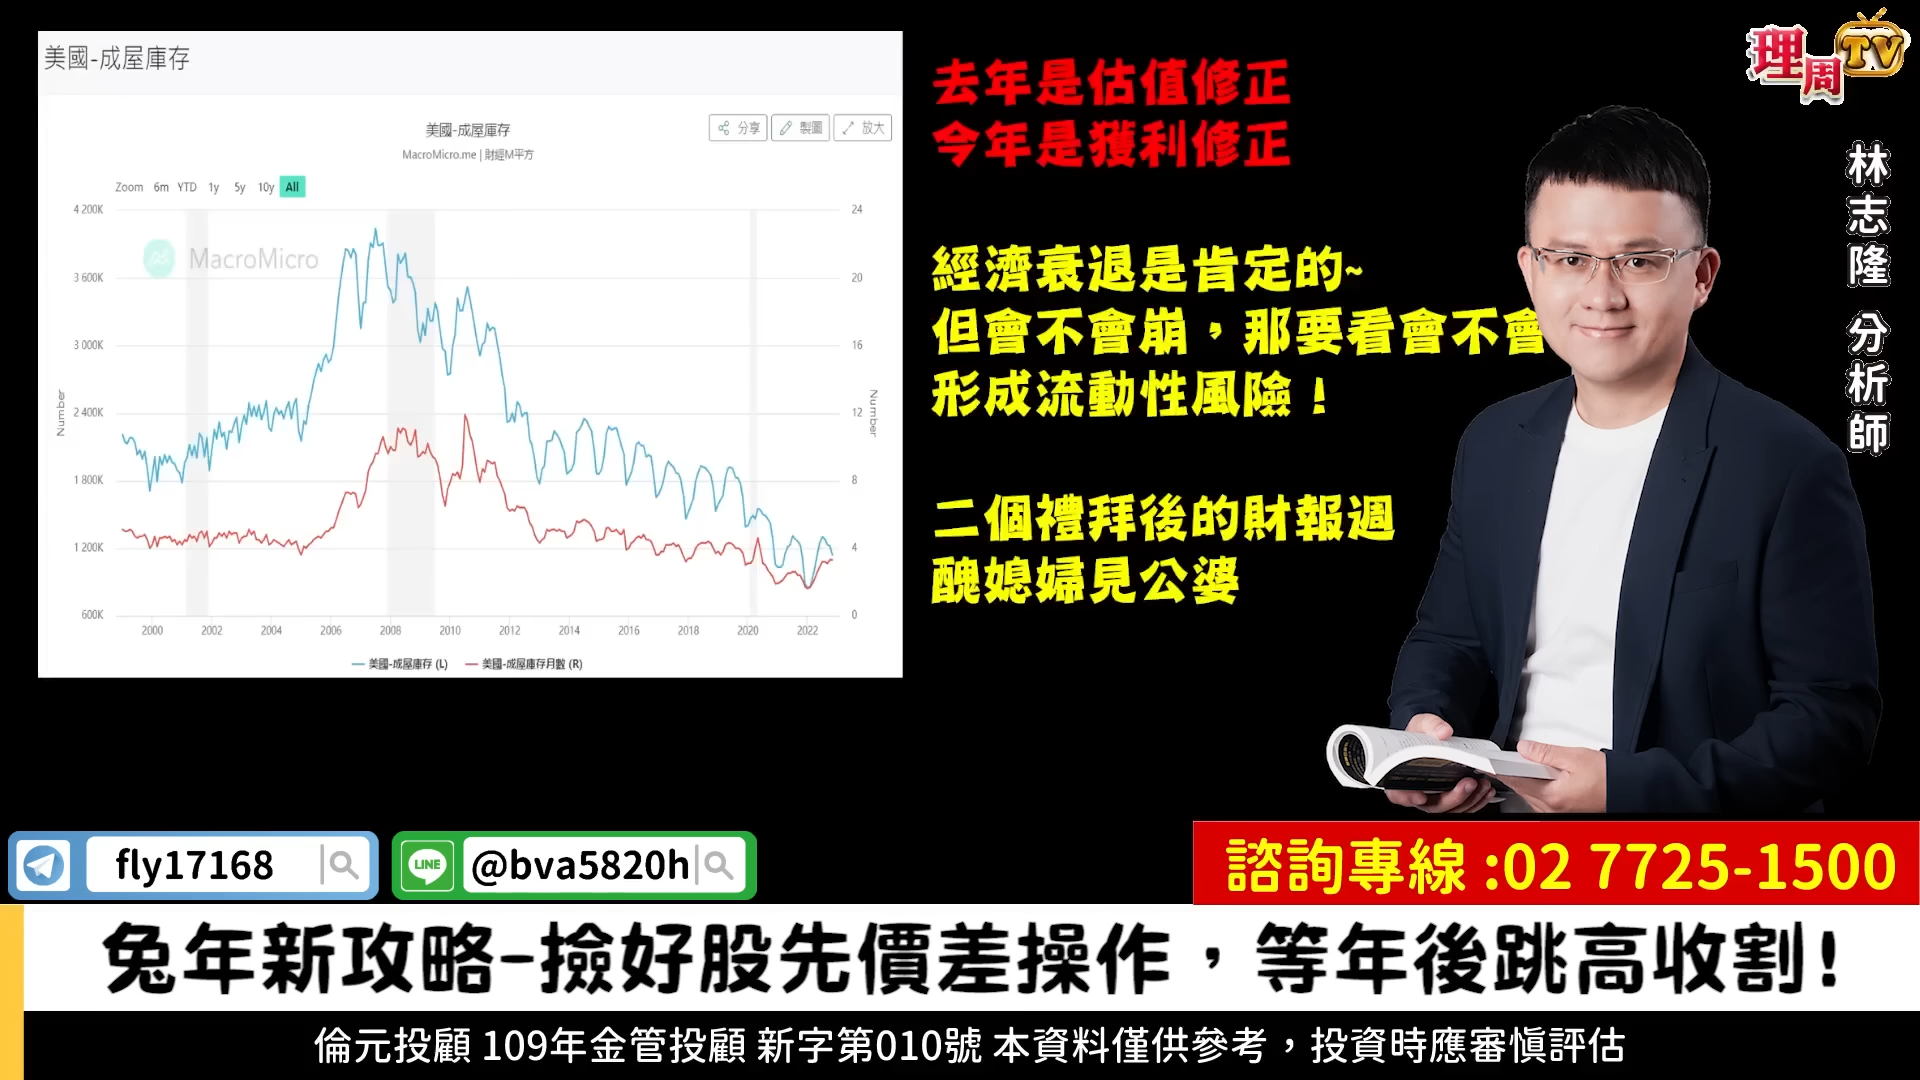 美國-成屋庫存
美國-成屋庫存
MacroMicro.me | 財經M平方
分享
製圖
放大
Zoom 6m YTD 1y 5y 10y All
MacroMicro
4 200K
3 600K
3 000K
2 400K
1 800K
1 200K
600K
Number
24
20
16
12
8
4
0
Number
2000 2002 2004 2006 2008 2010 2012 2014 2016 2018 2020 2022
美國-成屋庫存 (L) 美國-成屋庫存月數 (R)
去年是估值修正
今年是獲利修正
經濟衰退是肯定的~
但會不會崩，那要看會不會
形成流動性風險！
二個禮拜後的財報週
醜媳婦見公婆
理周TV
林志隆 分析師
fly17168
LINE
@bva5820h
諮詢專線 :02 7725-1500
兔年新攻略-撿好股先價差操作，等年後跳高收割!
倫元投顧 109年金管投顧 新字第010號 本資料僅供參考，投資時應審慎評估